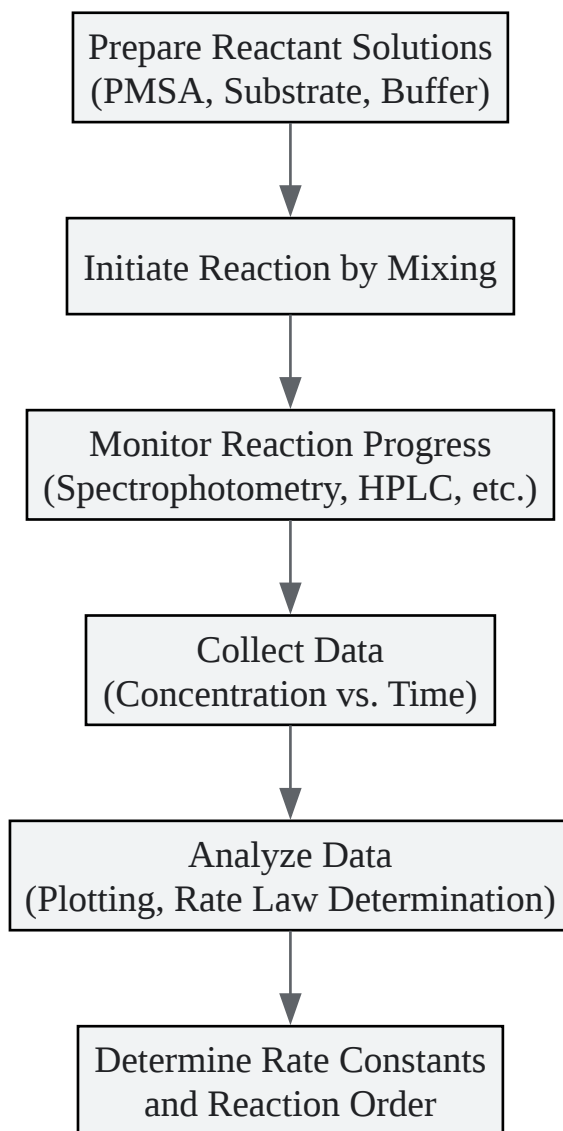 Prepare Reactant Solutions
(PMSA, Substrate, Buffer)
Initiate Reaction by Mixing
Monitor Reaction Progress
(Spectrophotometry, HPLC, etc.)
Collect Data
(Concentration vs. Time)
Analyze Data
(Plotting, Rate Law Determination)
Determine Rate Constants
and Reaction Order